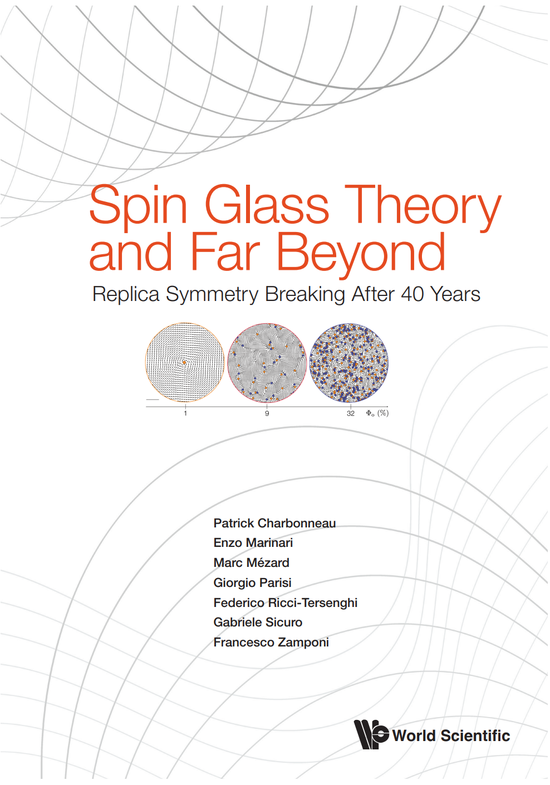 Spin Glass Theory
and Far Beyond
Replica Symmetry Breaking After 40 Years
1 9 32 Φₒ (%)
Patrick Charbonneau
Enzo Marinari
Marc Mézard
Giorgio Parisi
Federico Ricci-Tersenghi
Gabriele Sicuro
Francesco Zamponi
World Scientific